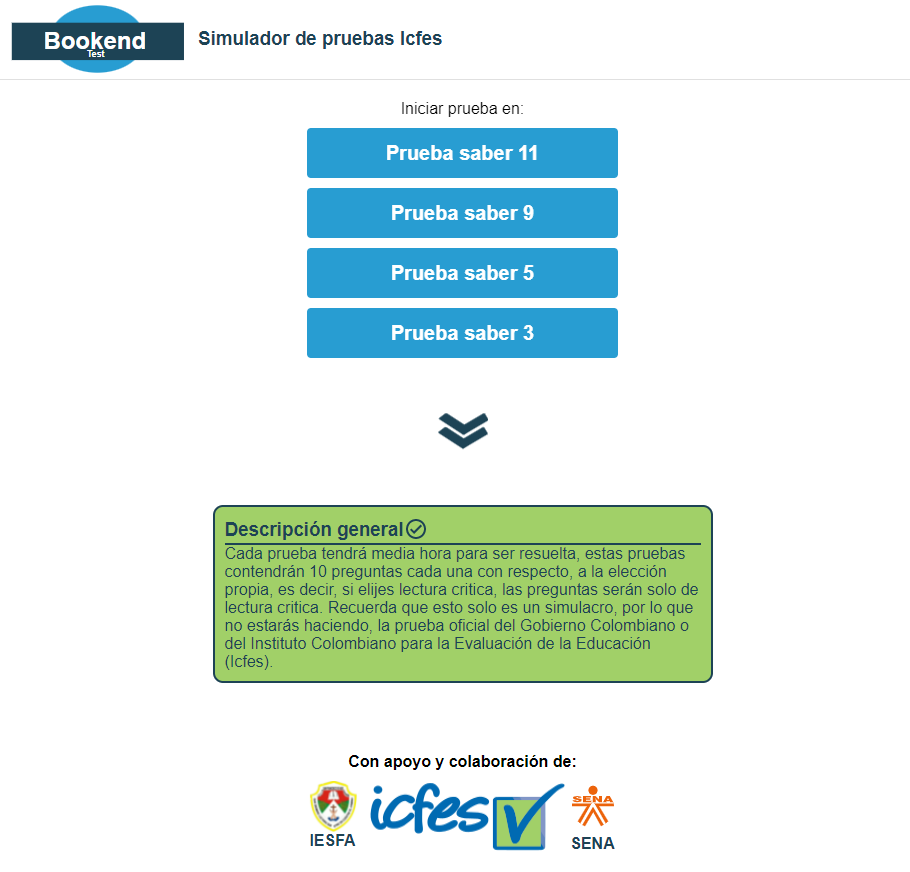 Bookend
Test
Simulador de pruebas Icfes
Iniciar prueba en:
Prueba saber 11
Prueba saber 9
Prueba saber 5
Prueba saber 3
Descripción general
Cada prueba tendrá media hora para ser resuelta, estas pruebas
contendrán 10 preguntas cada una con respecto, a la elección
propia, es decir, si elijes lectura critica, las preguntas serán solo de
lectura critica. Recuerda que esto solo es un simulacro, por lo que
no estarás haciendo, la prueba oficial del Gobierno Colombiano o
del Instituto Colombiano para la Evaluación de la Educación
(Icfes).
Con apoyo y colaboración de:
IESFA
icfes
SENA
SENA